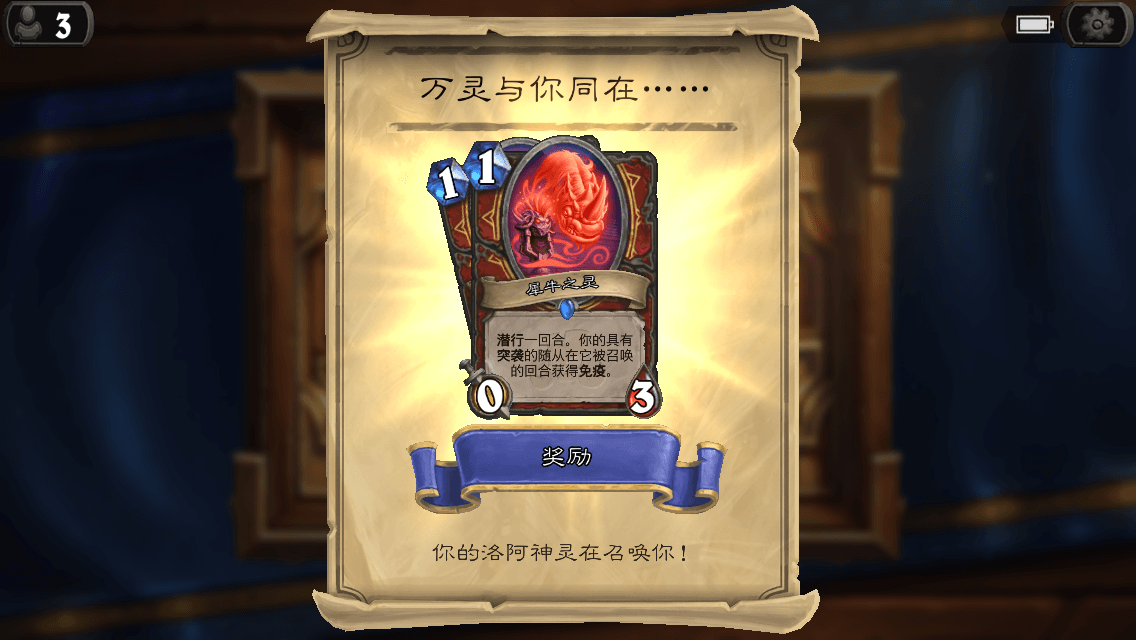 3
万灵与你同在……
1
1
犀牛之灵
潜行一回合。你的具有
突袭的随从在它被召唤
的回合获得免疫。
0
3
奖励
你的洛阿神灵在召唤你！